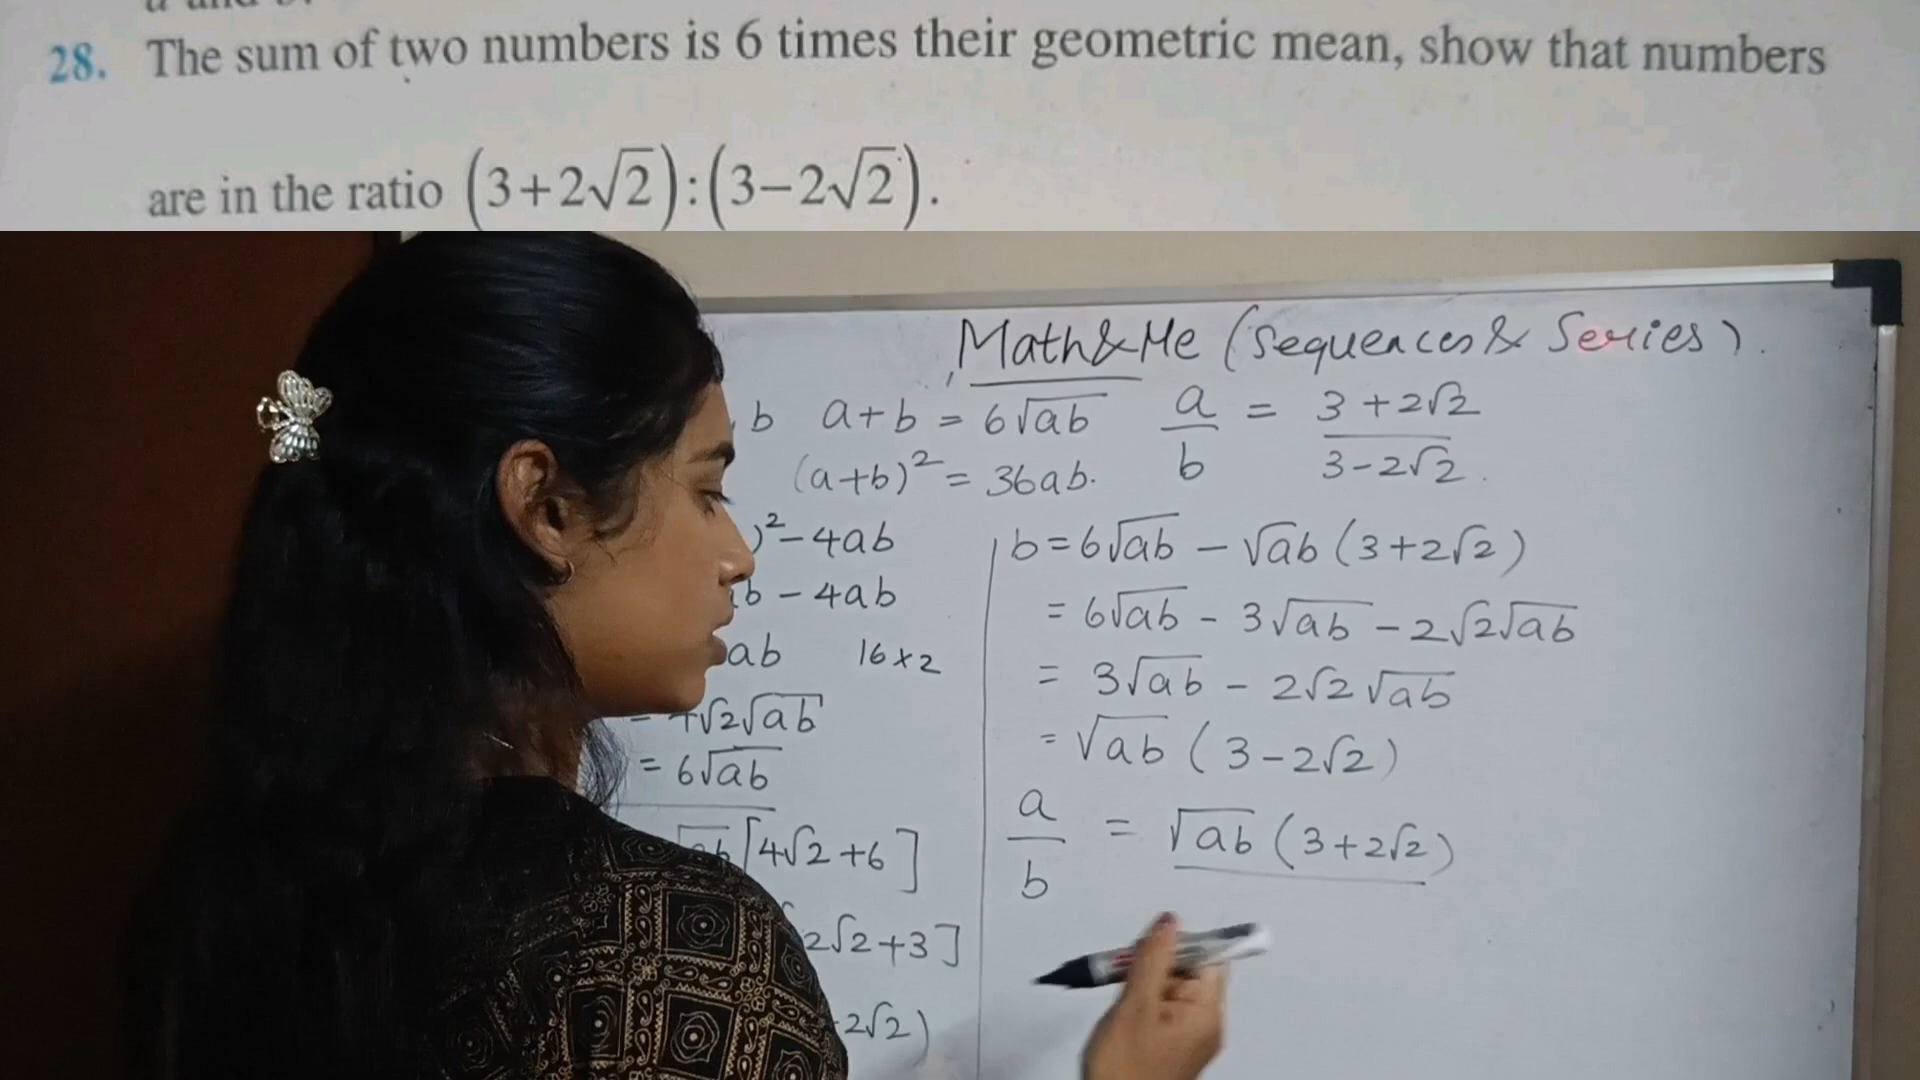 28. The sum of two numbers is 6 times their geometric mean, show that numbers
are in the ratio (3+2√2):(3−2√2).
Math&Me (Sequences & Series).
b a+b = 6√ab
(a+b)² = 36ab.
)² − 4ab
b − 4ab
ab 16×2
= 4√2√ab
= 6√ab
[4√2 +6]
2√2+3]
2√2)
a/b = 3+2√2/3−2√2.
b = 6√ab − √ab (3+2√2)
= 6√ab − 3√ab − 2√2√ab
= 3√ab − 2√2 √ab
= √ab (3−2√2)
a/b = √ab (3+2√2)